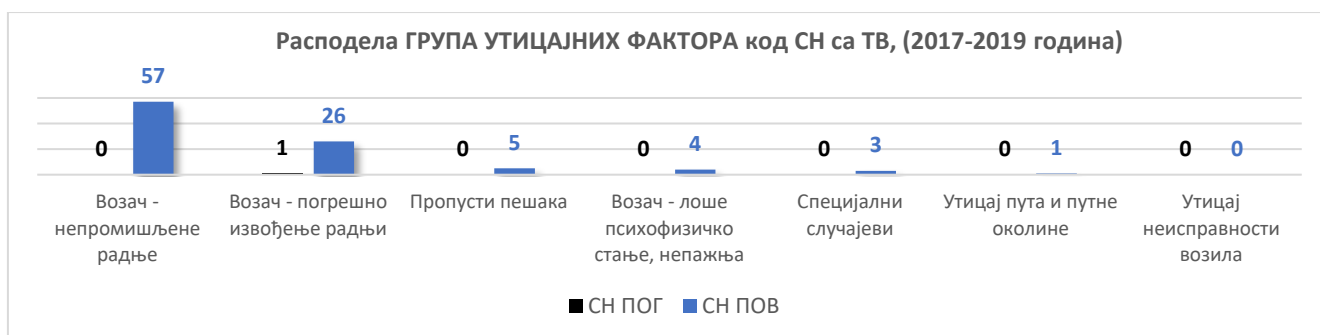 Расподела ГРУПА УТИЦАЈНИХ ФАКТОРА код СН са ТВ, (2017-2019 година)
0 57 1 26 0 5 0 4 0 3 0 1 0 0
Возач - непромишљене радње
Возач - погрешно извођење радњи
Пропусти пешака
Возач - лоше психофизичко стање, непажња
Специјални случајеви
Утицај пута и путне околине
Утицај неисправности возила
СН ПОГ СН ПОВ